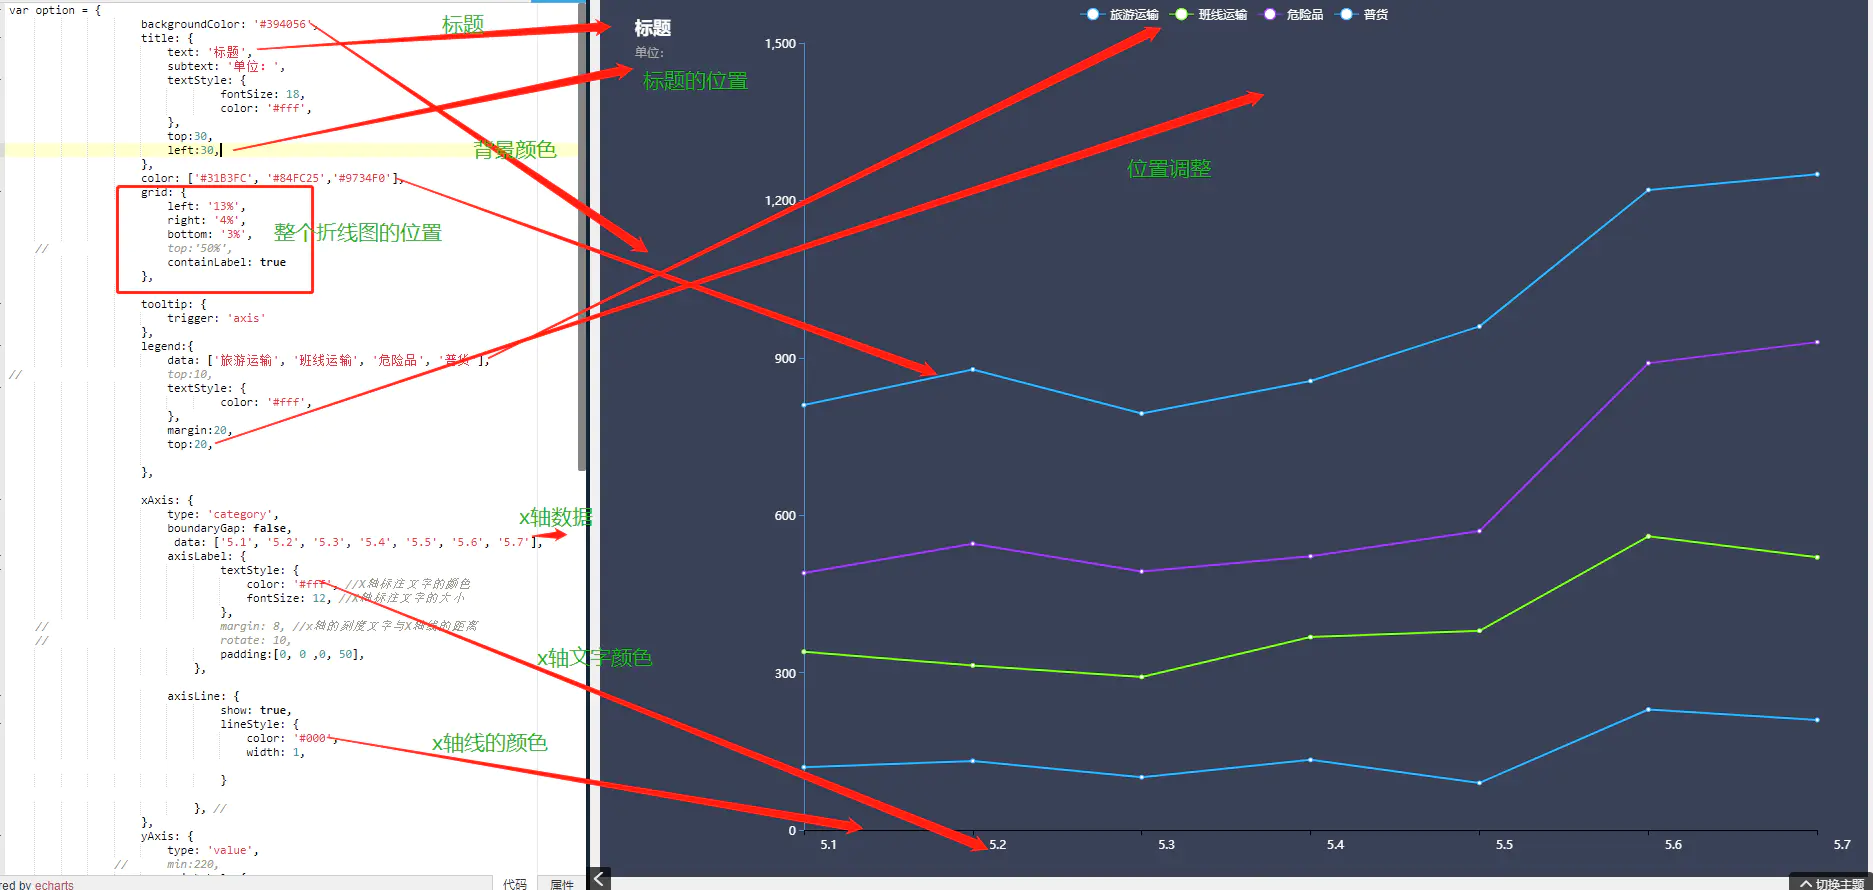 var option = {
backgroundColor: '#394056',
title: {
text: '标题',
subtext: '单位: ',
textStyle: {
fontSize: 18,
color: '#fff',
},
top:30,
left:30,
},
color: ['#31B3FC', '#84FC25','#9734F0'],
grid: {
left: '13%',
right: '4%',
bottom: '3%',
// top:'50%',
containLabel: true
},
tooltip: {
trigger: 'axis'
},
legend:{
data: ['旅游运输', '班线运输', '危险品', '普货'],
// top:10,
textStyle: {
color: '#fff',
},
margin:20,
top:20,
},
xAxis: {
type: 'category',
boundaryGap: false,
data: ['5.1', '5.2', '5.3', '5.4', '5.5', '5.6', '5.7'],
axisLabel: {
textStyle: {
color: '#fff', //X轴标注文字的颜色
fontSize: 12, //X轴标注文字的大小
},
// margin: 8, //x轴的刻度文字与X轴线的距离
// rotate: 10,
padding:[0, 0 ,0, 50],
},
axisLine: {
show: true,
lineStyle: {
color: '#000',
width: 1,
}
}, //
},
yAxis: {
type: 'value',
// min:220,
red by echarts
代码
属性
标题
标题的位置
背景颜色
位置调整
整个折线图的位置
x轴数据
x轴文字颜色
x轴线的颜色
标题
单位:
旅游运输 班线运输 危险品 普货
1,500
1,200
900
600
300
0
5.1 5.2 5.3 5.4 5.5 5.6 5.7
切换主题